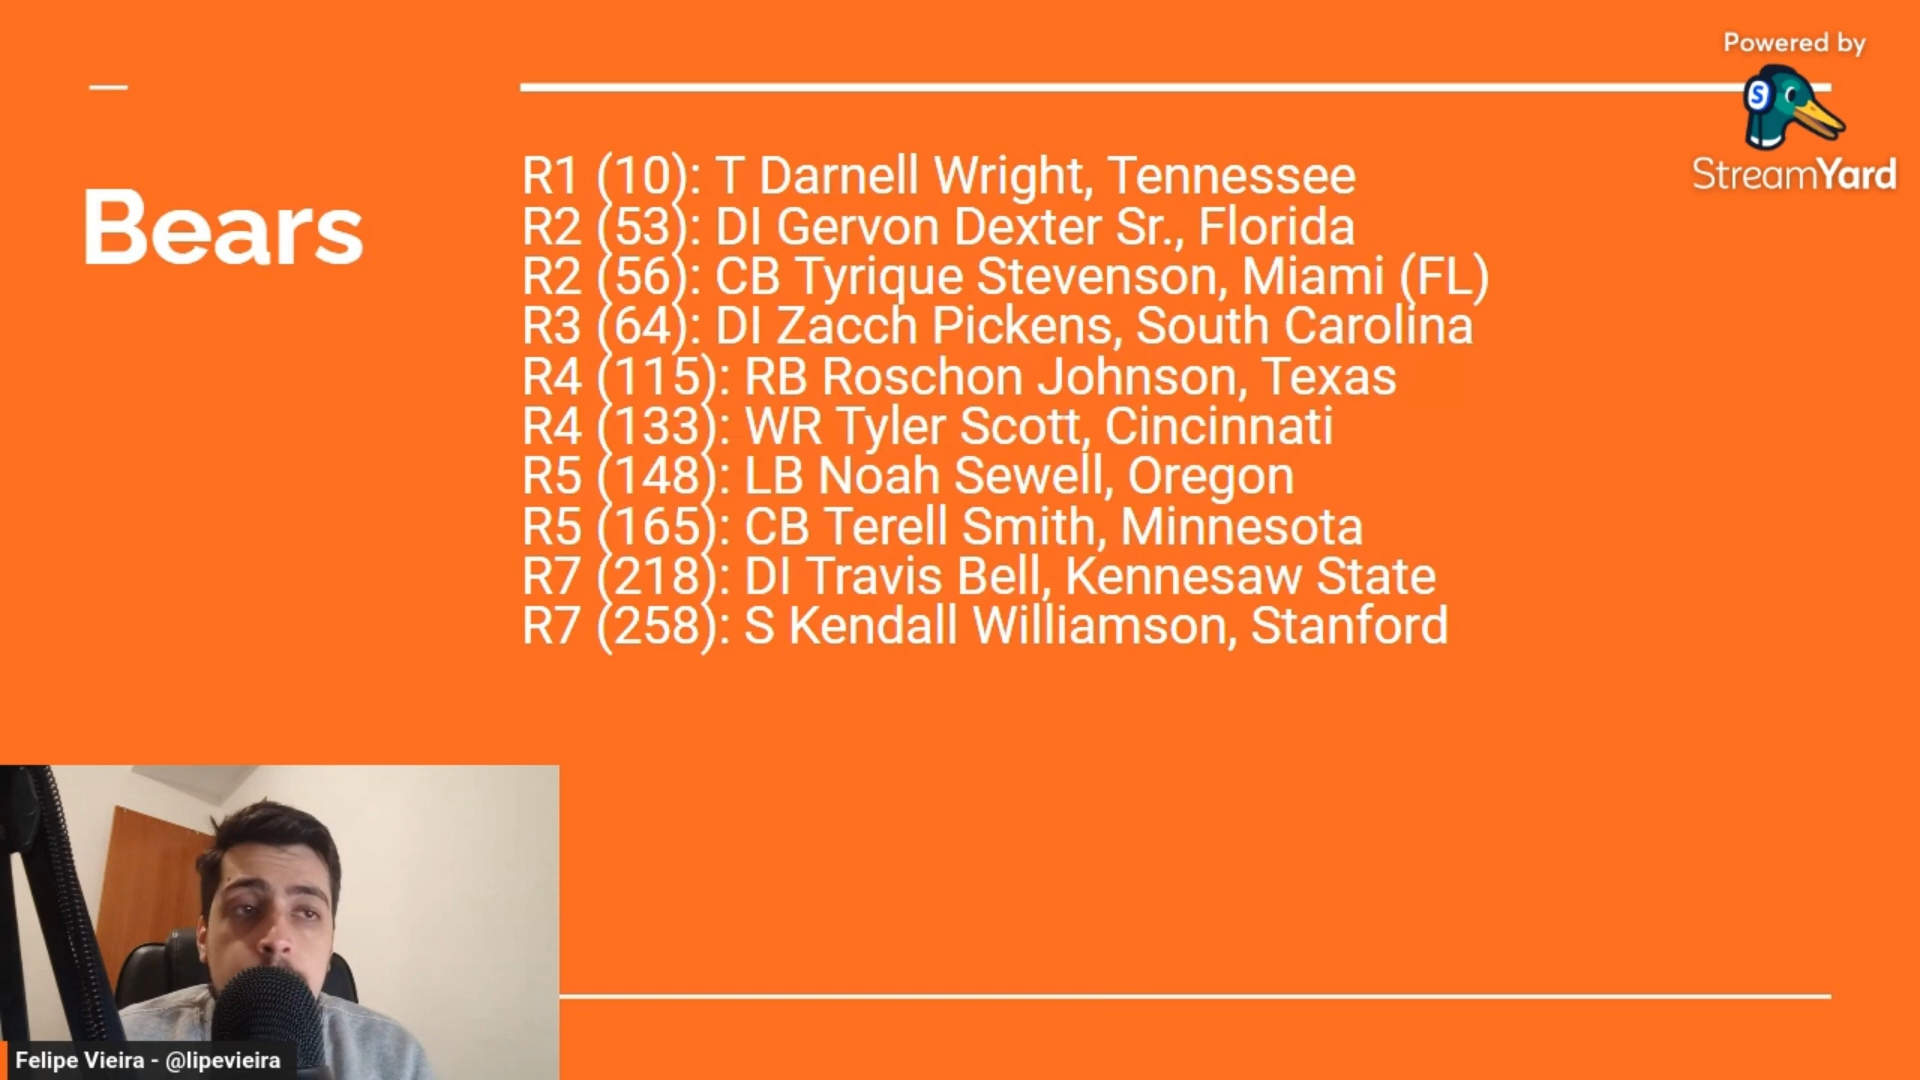 Powered by
StreamYard
Bears
R1 (10): T Darnell Wright, Tennessee
R2 (53): DI Gervon Dexter Sr., Florida
R2 (56): CB Tyrique Stevenson, Miami (FL)
R3 (64): DI Zacch Pickens, South Carolina
R4 (115): RB Roschon Johnson, Texas
R4 (133): WR Tyler Scott, Cincinnati
R5 (148): LB Noah Sewell, Oregon
R5 (165): CB Terell Smith, Minnesota
R7 (218): DI Travis Bell, Kennesaw State
R7 (258): S Kendall Williamson, Stanford
Felipe Vieira - @lipevieira